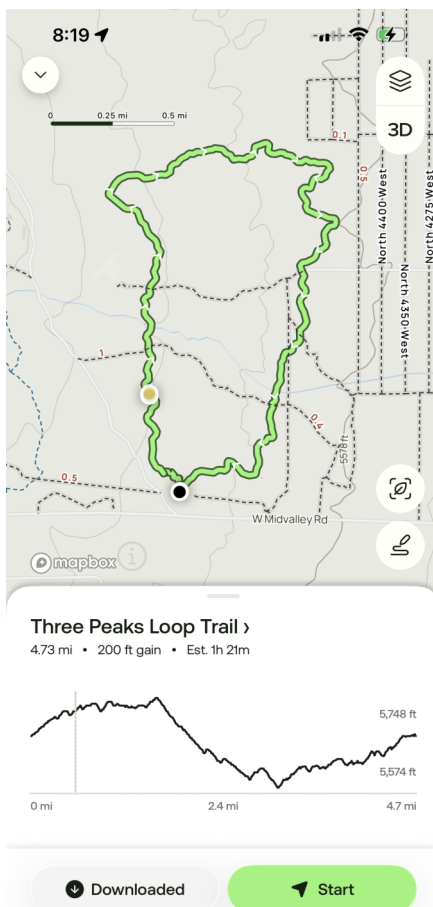 8:19
0 0.25 mi 0.5 mi
3D
0.1
0.5
North 4400 West
North 4275 West
North 4350 West
1
0.4
5578 ft
0.5
W Midvalley Rd
mapbox
i
Three Peaks Loop Trail ›
4.73 mi • 200 ft gain • Est. 1h 21m
5,748 ft
5,574 ft
0 mi 2.4 mi 4.7 mi
Downloaded
Start